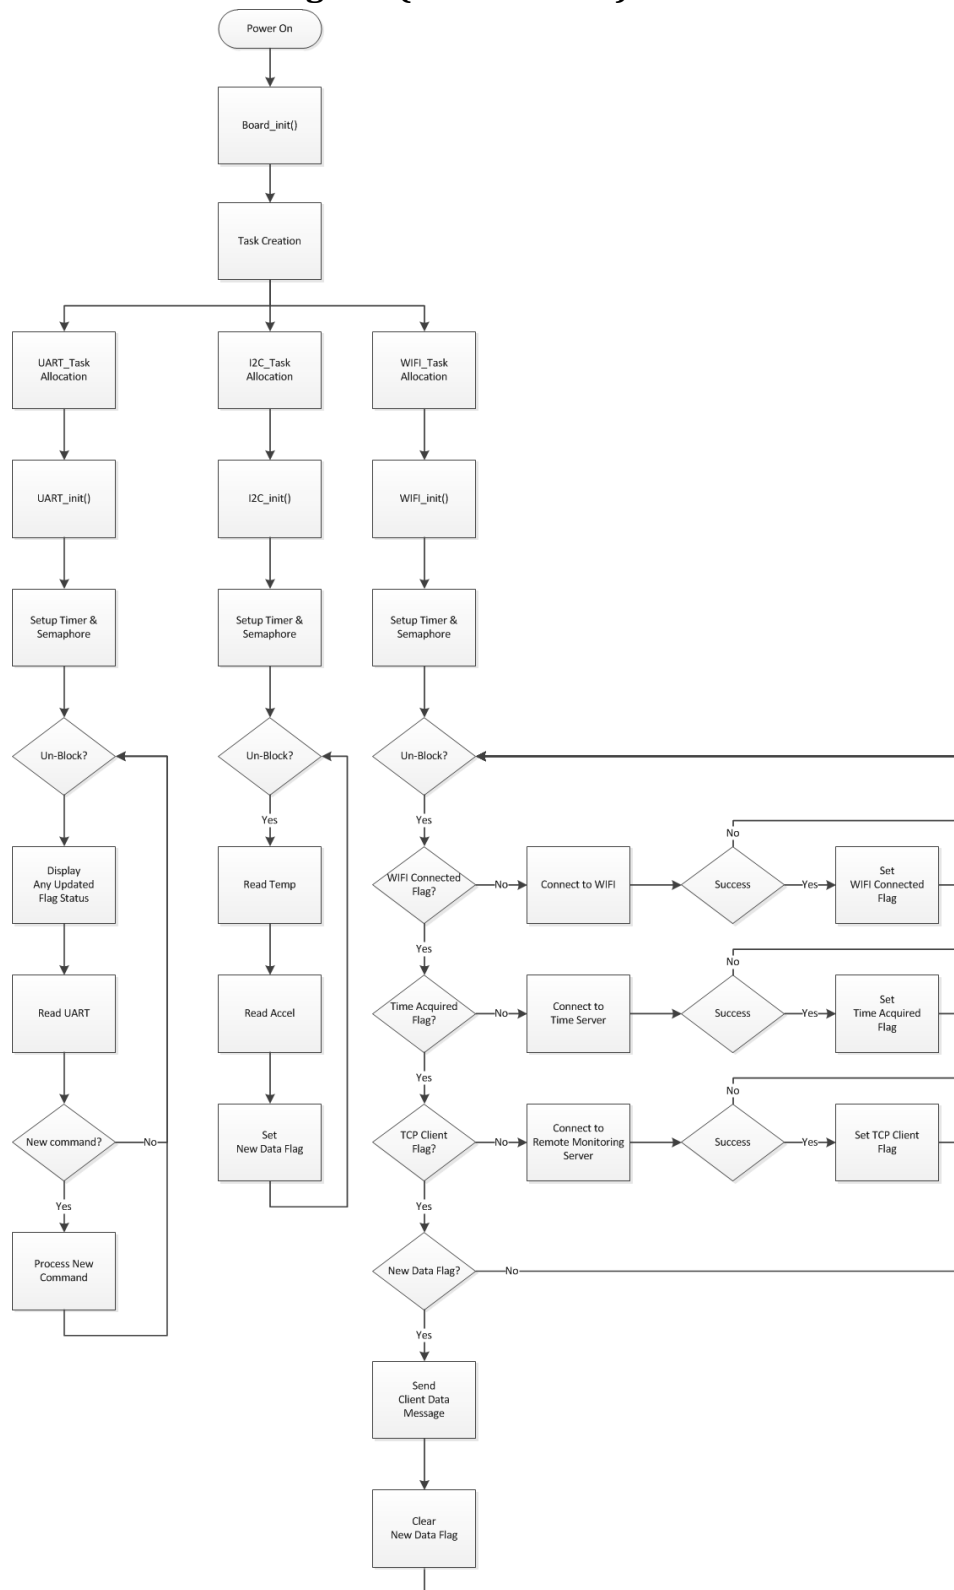 Power On
Board_init()
Task Creation
UART_Task
Allocation
I2C_Task
Allocation
WIFI_Task
Allocation
UART_init()
I2C_init()
WIFI_init()
Setup Timer &
Semaphore
Setup Timer &
Semaphore
Setup Timer &
Semaphore
Un-Block?
Un-Block?
Un-Block?
Yes
Yes
No
Display
Any Updated
Flag Status
Read Temp
WIFI Connected
Flag?
No
Connect to WIFI
Success
Yes
Set
WIFI Connected
Flag
Yes
No
Read UART
Read Accel
Time Acquired
Flag?
No
Connect to
Time Server
Success
Yes
Set
Time Acquired
Flag
Yes
No
New command?
No
Set
New Data Flag
TCP Client
Flag?
No
Connect to
Remote Monitoring
Server
Success
Yes
Set TCP Client
Flag
Yes
Yes
Process New
Command
New Data Flag?
No
Yes
Send
Client Data
Message
Clear
New Data Flag